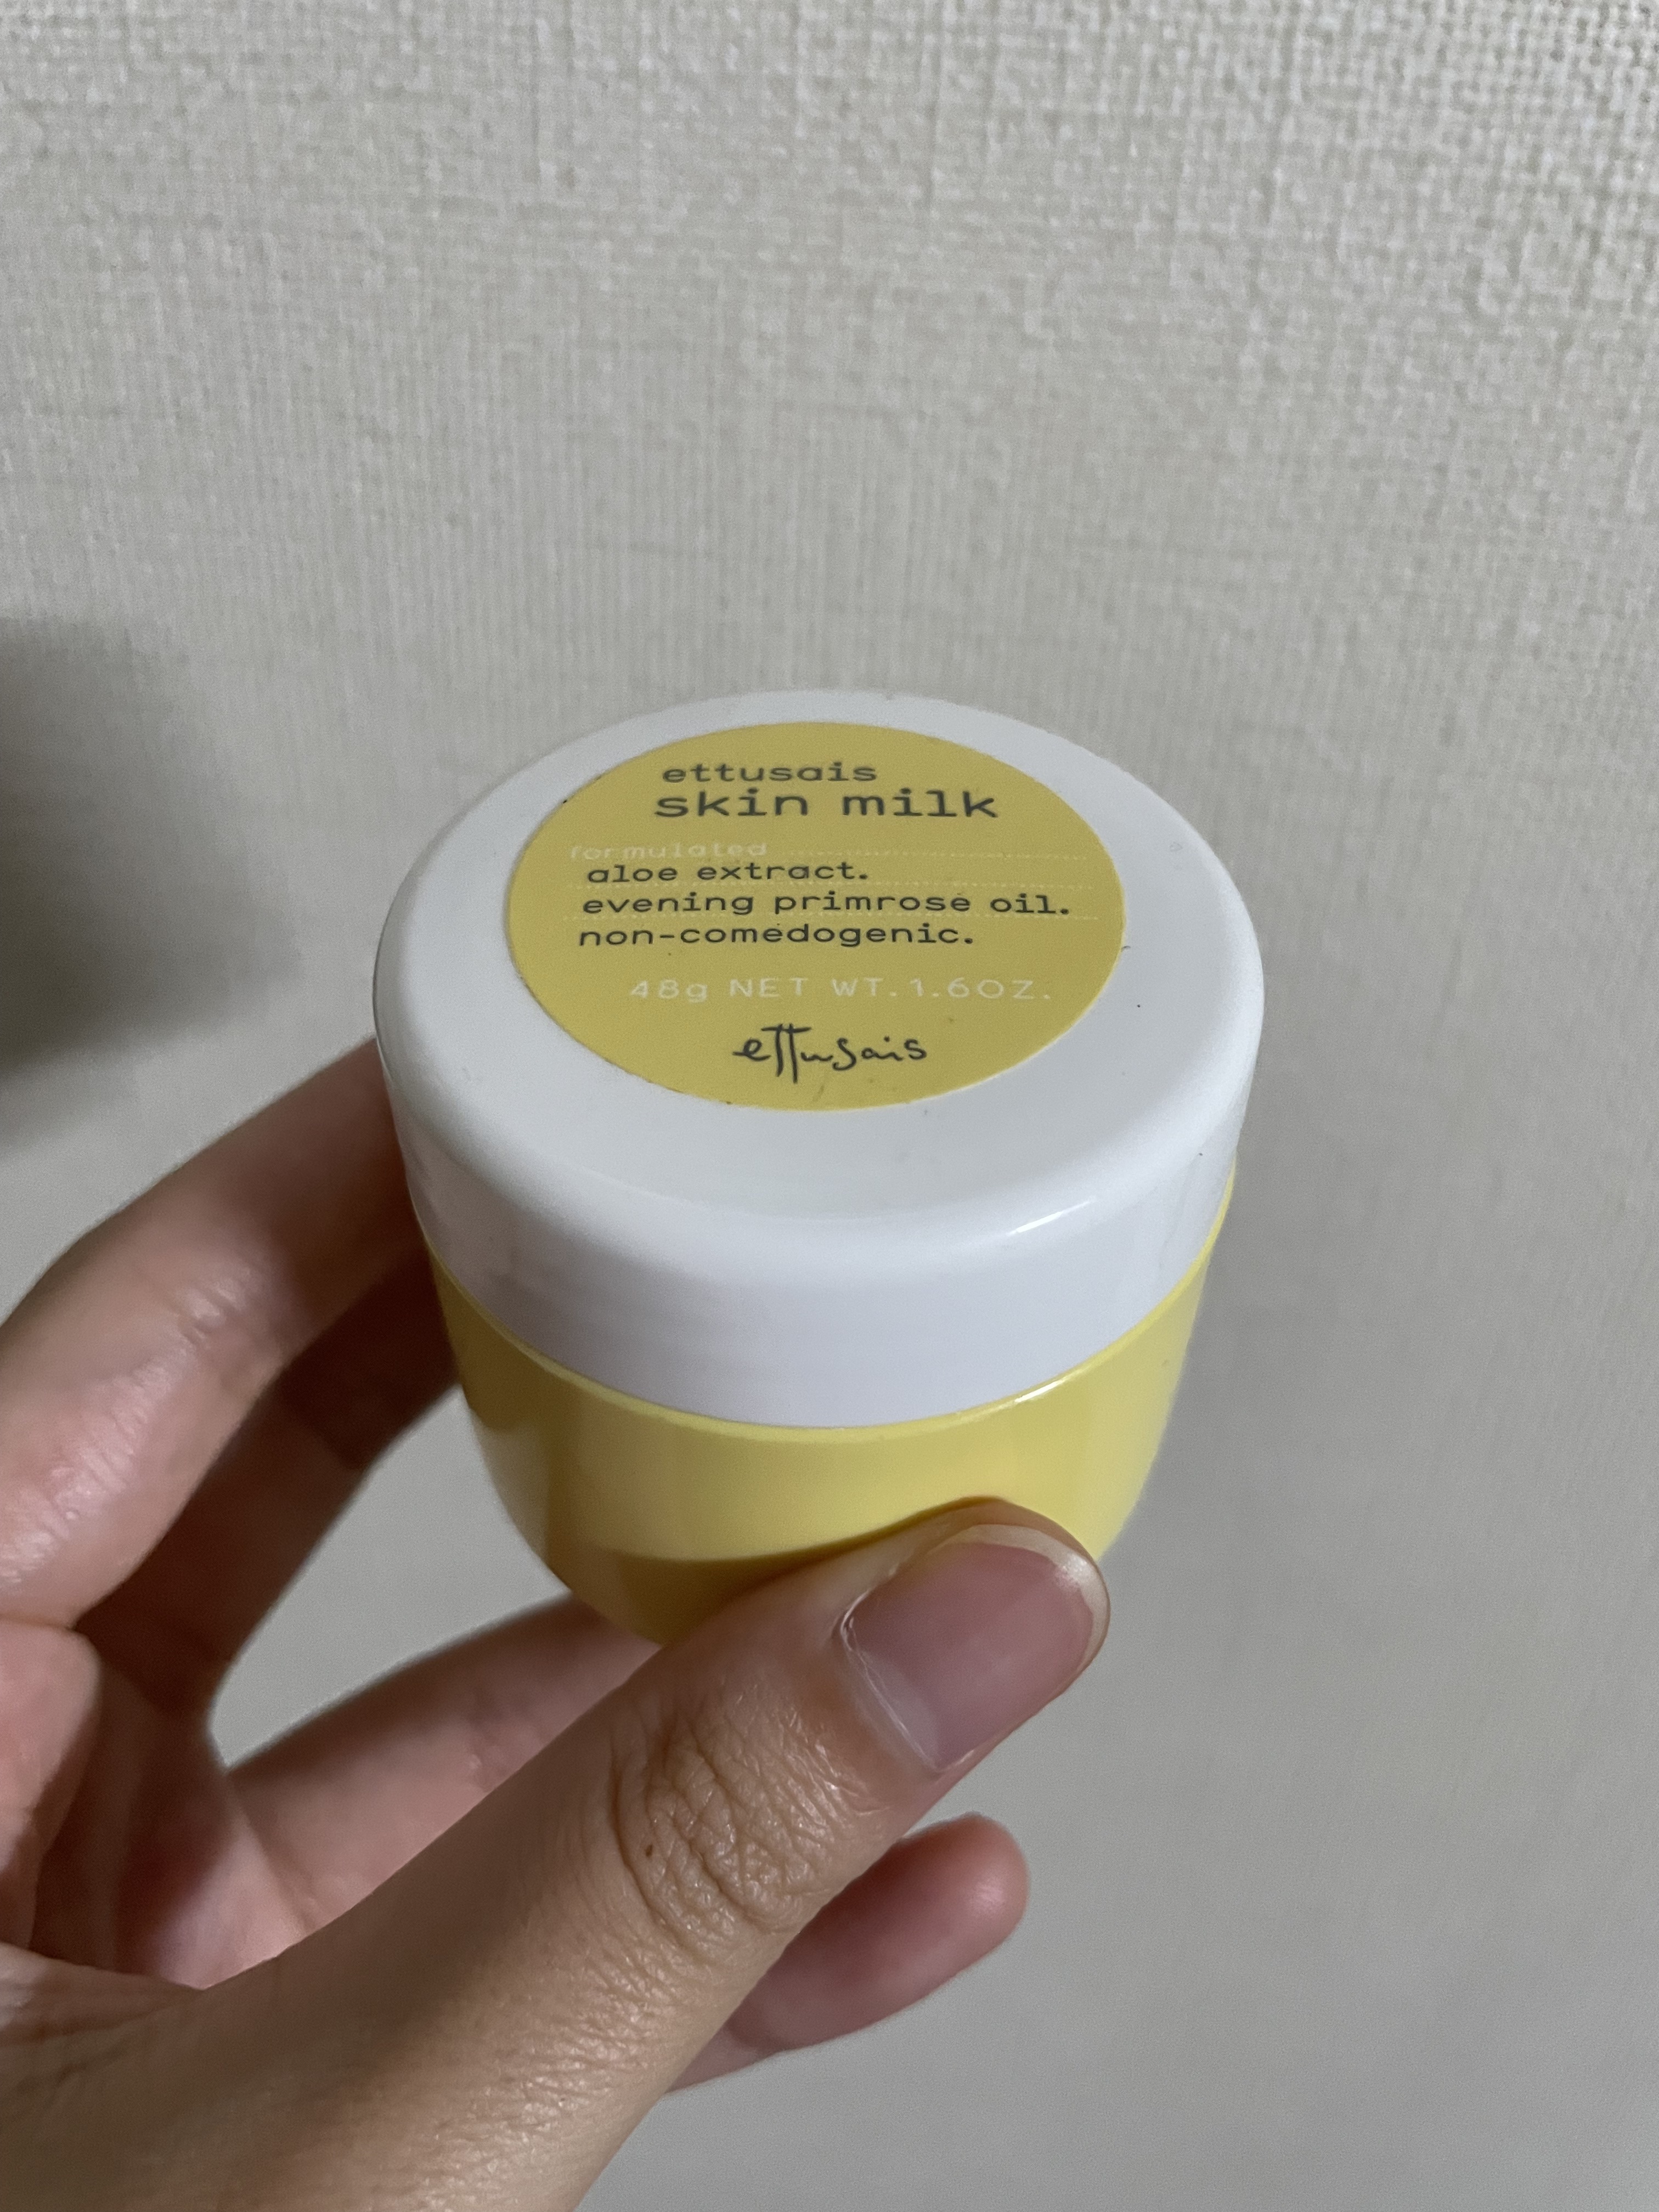 ettusais
skin milk
formulated
aloe extract.
evening primrose oil.
non-comedogenic.
48g NET WT.1.6OZ.
ettusais